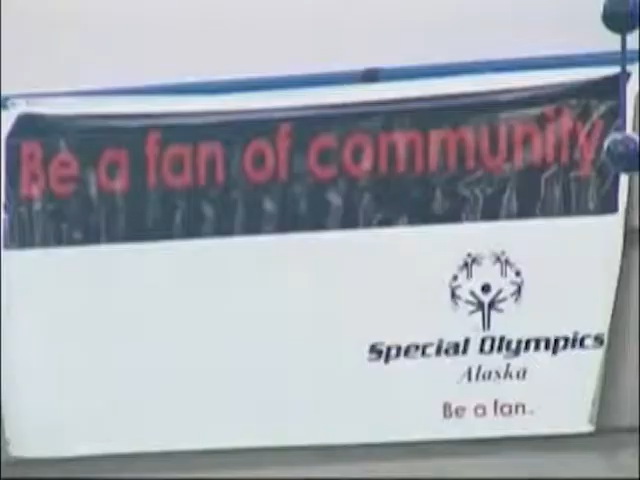 Be a fan of community
Special Olympics
Alaska
Be a fan.